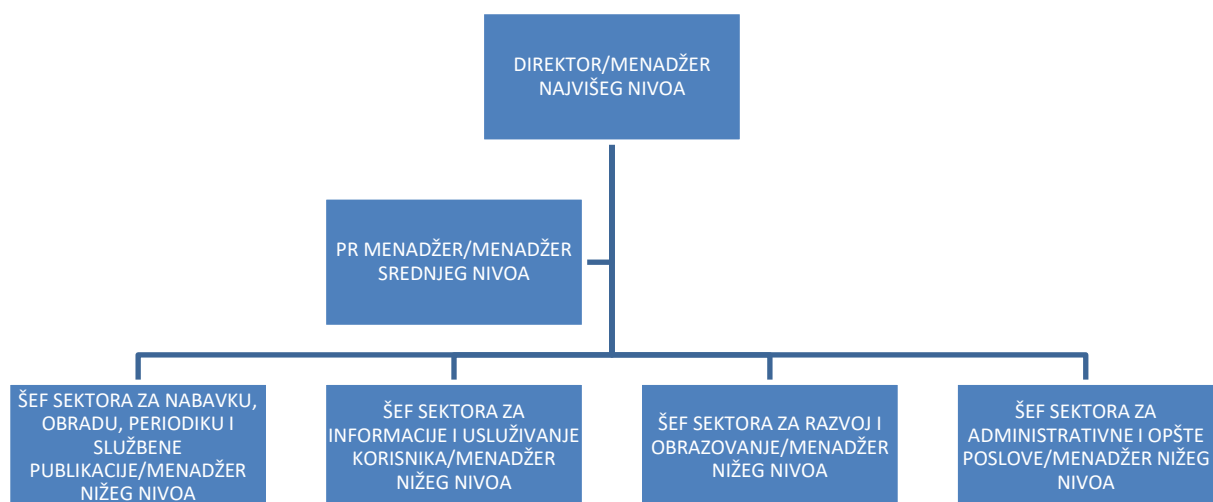 DIREKTOR/MENADŽER
NAJVIŠEG NIVOA
PR MENADŽER/MENADŽER
SREDNJEG NIVOA
ŠEF SEKTORA ZA NABAVKU,
OBRADU, PERIODIKU I
SLUŽBENE
PUBLIKACIJE/MENADŽER
NIŽEG NIVOA
ŠEF SEKTORA ZA
INFORMACIJE I USLUŽIVANJE
KORISNIKA/MENADŽER
NIŽEG NIVOA
ŠEF SEKTORA ZA RAZVOJ I
OBRAZOVANJE/MENADŽER
NIŽEG NIVOA
ŠEF SEKTORA ZA
ADMINISTRATIVNE I OPŠTE
POSLOVE/MENADŽER NIŽEG
NIVOA